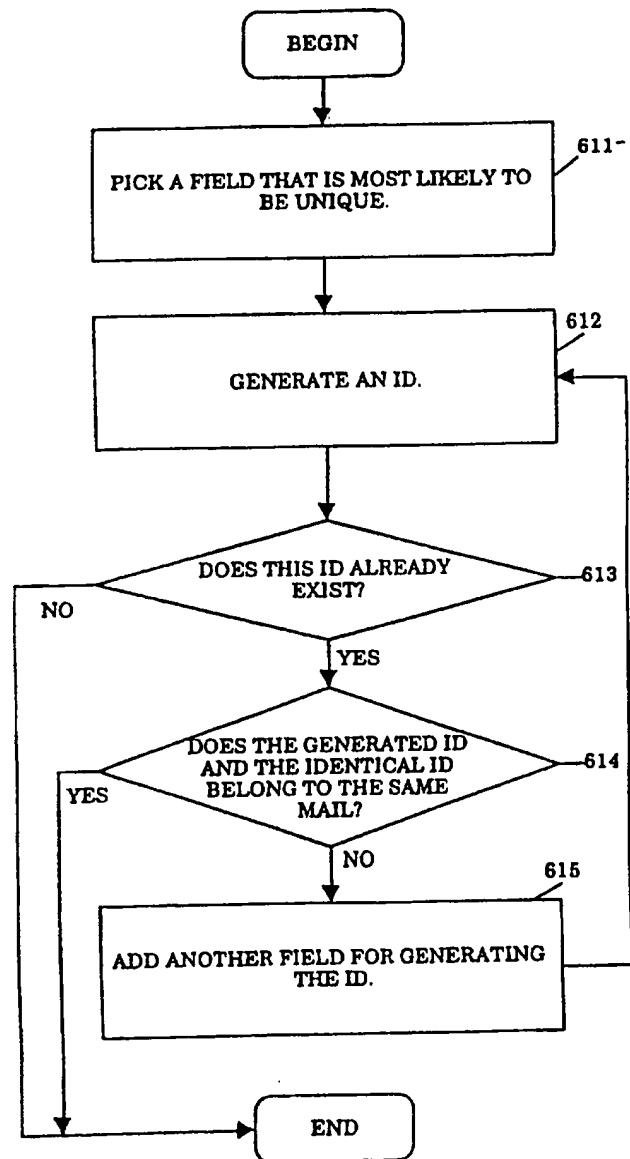 BEGIN
611
PICK A FIELD THAT IS MOST LIKELY TO
BE UNIQUE.
612
GENERATE AN ID.
DOES THIS ID ALREADY
EXIST?
613
NO
YES
DOES THE GENERATED ID
AND THE IDENTICAL ID
BELONG TO THE SAME
MAIL?
614
YES
NO
615
ADD ANOTHER FIELD FOR GENERATING
THE ID.
END